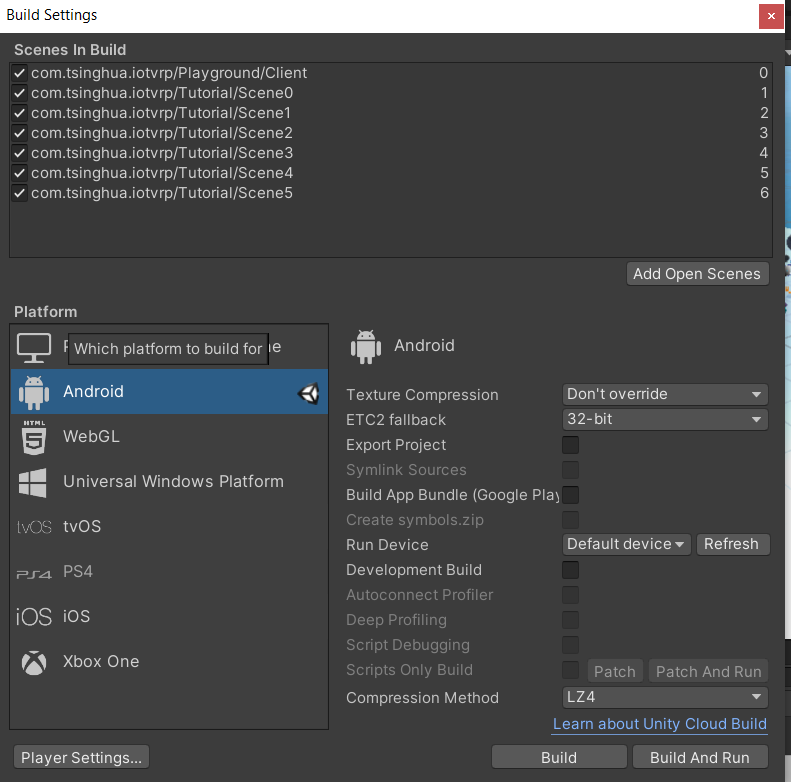 Build Settings
Scenes In Build
com.tsinghua.iotvrp/Playground/Client 0
com.tsinghua.iotvrp/Tutorial/Scene0 1
com.tsinghua.iotvrp/Tutorial/Scene1 2
com.tsinghua.iotvrp/Tutorial/Scene2 3
com.tsinghua.iotvrp/Tutorial/Scene3 4
com.tsinghua.iotvrp/Tutorial/Scene4 5
com.tsinghua.iotvrp/Tutorial/Scene5 6
Add Open Scenes
Platform
Which platform to build for
Android
HTML
WebGL
Universal Windows Platform
tvOS tvOS
PS4 PS4
iOS iOS
Xbox One
Android
Texture Compression Don't override
ETC2 fallback 32-bit
Export Project
Symlink Sources
Build App Bundle (Google Play
Create symbols.zip
Run Device Default device Refresh
Development Build
Autoconnect Profiler
Deep Profiling
Script Debugging
Scripts Only Build Patch Patch And Run
Compression Method LZ4
Learn about Unity Cloud Build
Player Settings... Build Build And Run